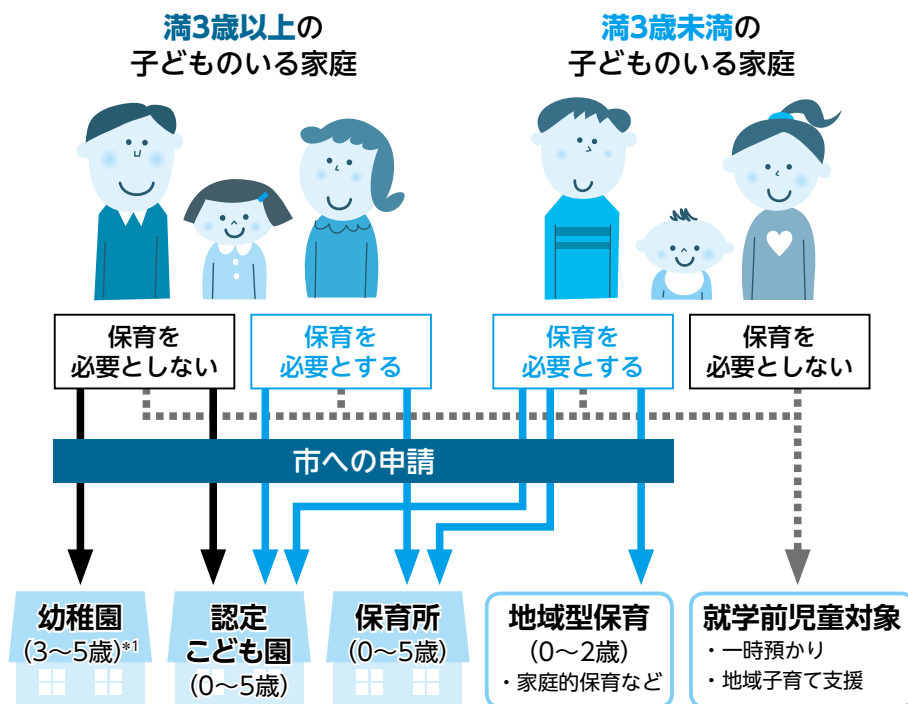 満3歳以上の
子どものいる家庭
満3歳未満の
子どものいる家庭
保育を
必要としない
保育を
必要とする
保育を
必要とする
保育を
必要としない
市への申請
幼稚園
(3〜5歳)*1
認定
こども園
(0〜5歳)
保育所
(0〜5歳)
地域型保育
(0〜2歳)
・家庭的保育など
就学前児童対象
・一時預かり
・地域子育て支援